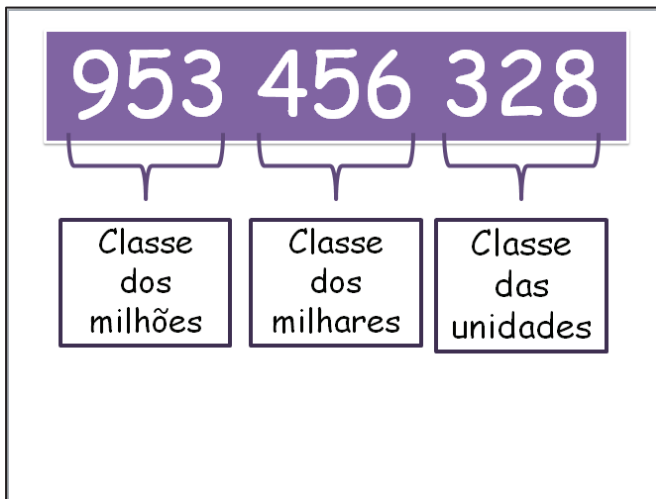 953 456 328
Classe
dos
milhões
Classe
dos
milhares
Classe
das
unidades